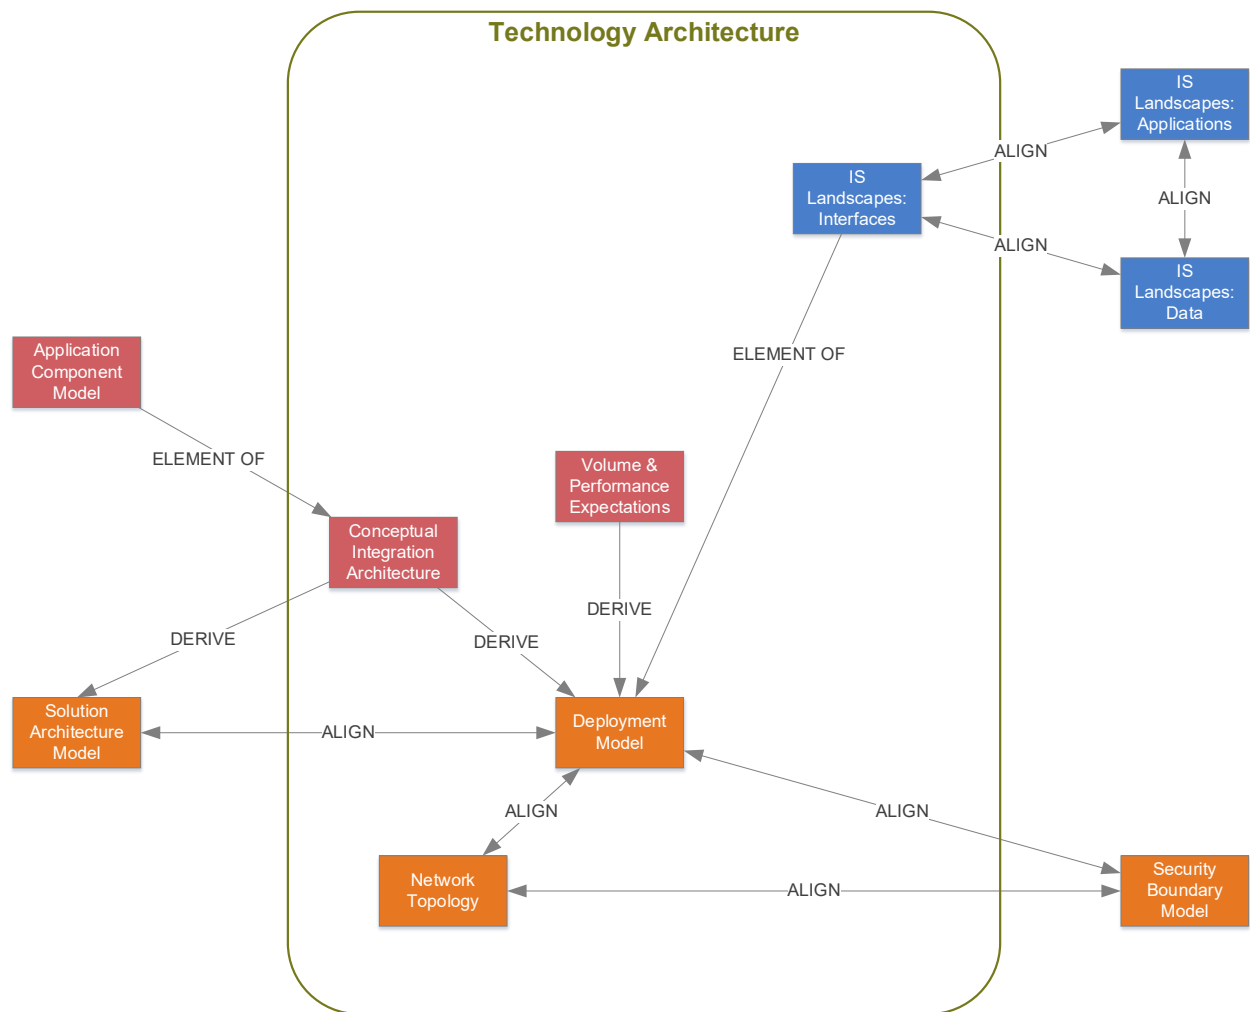 Technology Architecture
IS
Landscapes:
Applications
ALIGN
IS
Landscapes:
Interfaces
ALIGN
ALIGN
IS
Landscapes:
Data
Application
Component
Model
ELEMENT OF
ELEMENT OF
Volume &
Performance
Expectations
Conceptual
Integration
Architecture
DERIVE
DERIVE
DERIVE
Solution
Architecture
Model
ALIGN
Deployment
Model
ALIGN
ALIGN
Network
Topology
ALIGN
Security
Boundary
Model